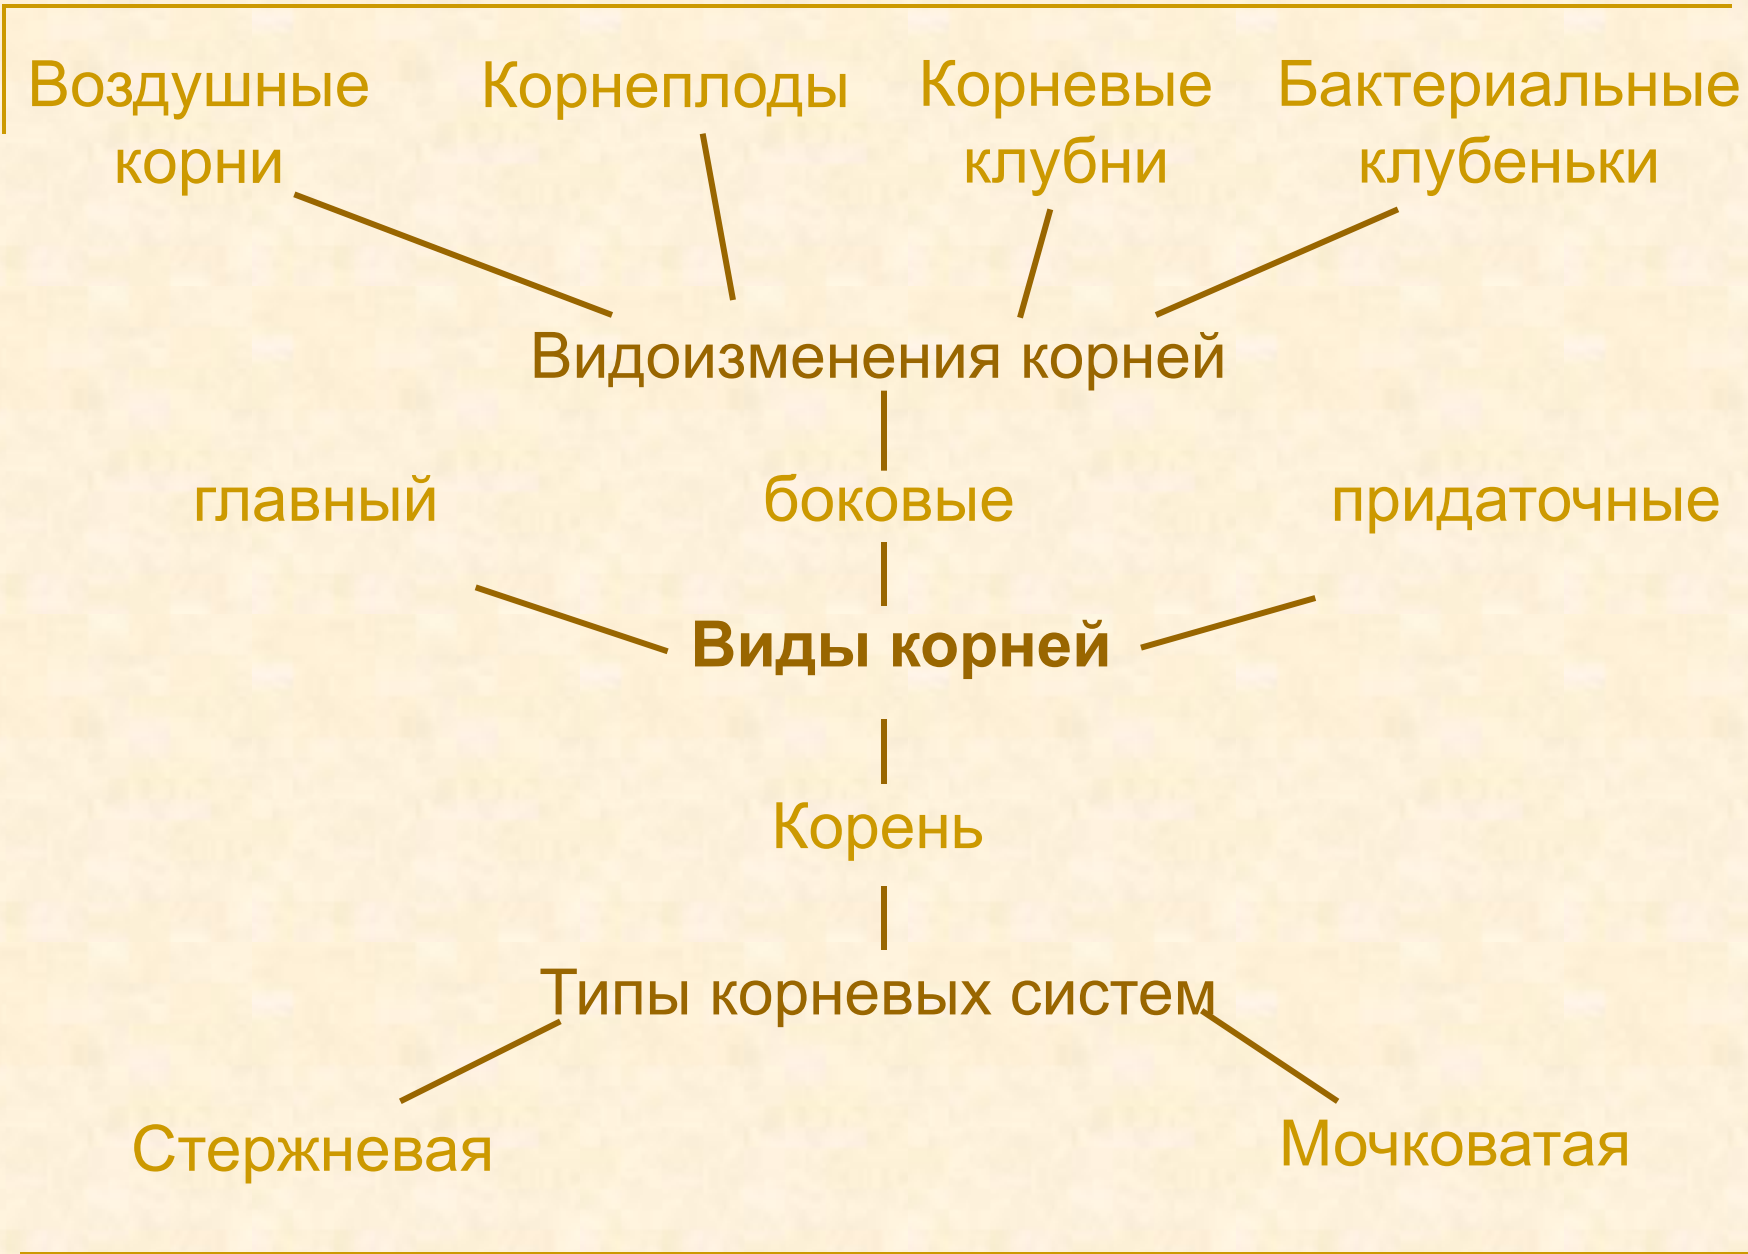 Воздушные
корни
Корнеплоды
Корневые
клубни
Бактериальные
клубеньки
Видоизменения корней
главный
боковые
придаточные
Виды корней
Корень
Типы корневых систем
Стержневая
Мочковатая